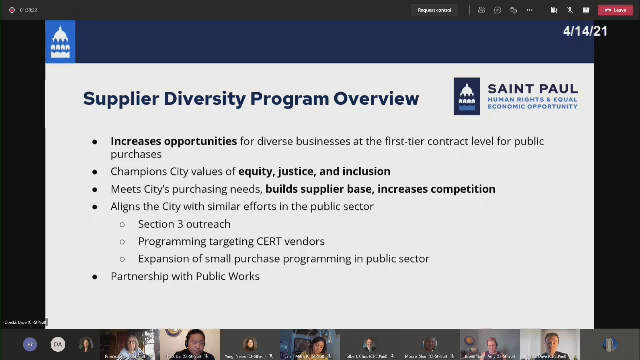 Request control
Leave
4/14/21
Supplier Diversity Program Overview
SAINT PAUL
HUMAN RIGHTS & EQUAL
ECONOMIC OPPORTUNITY
● Increases opportunities for diverse businesses at the first-tier contract level for public
purchases
● Champions City values of equity, justice, and inclusion
● Meets City's purchasing needs, builds supplier base, increases competition
● Aligns the City with similar efforts in the public sector
○ Section 3 outreach
○ Programming targeting CERT vendors
○ Expansion of small purchase programming in public sector
● Partnership with Public Works
DA